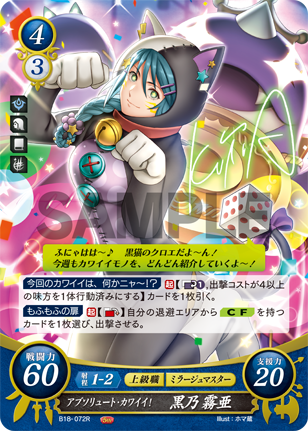 4
3
SAMPLE
ふにゃはは~♪ 黒猫のクロエだよ~ん!
今週もカワイイモノを、どんどん紹介していくよ~!
今回のカワイイは、何かニャ~!? 起 【 、出撃コストが4以上
の味方を1体行動済みにする】カードを1枚引く。
もふもふの扉 起 【 】自分の退避エリアから CF を持つ
カードを1枚選び、出撃させる。
戦闘力
60
射程 1-2
上級職
ミラージュマスター
支援力
20
B18-072R
アブソリュート・カワイイ!
黒乃霧亜
Illust:ホマ蔵